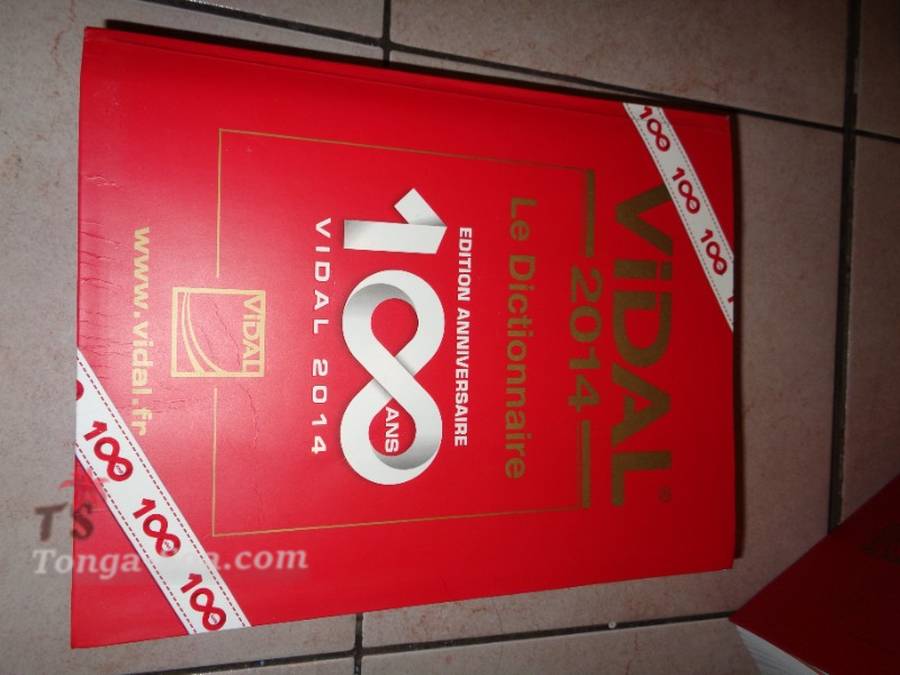 ViDAL®
2014
Le Dictionnaire
EDITION ANNIVERSAIRE
100
ANS
VIDAL 2014
ViDAL
www.vidal.fr
100 100 100
100 100 100
TS